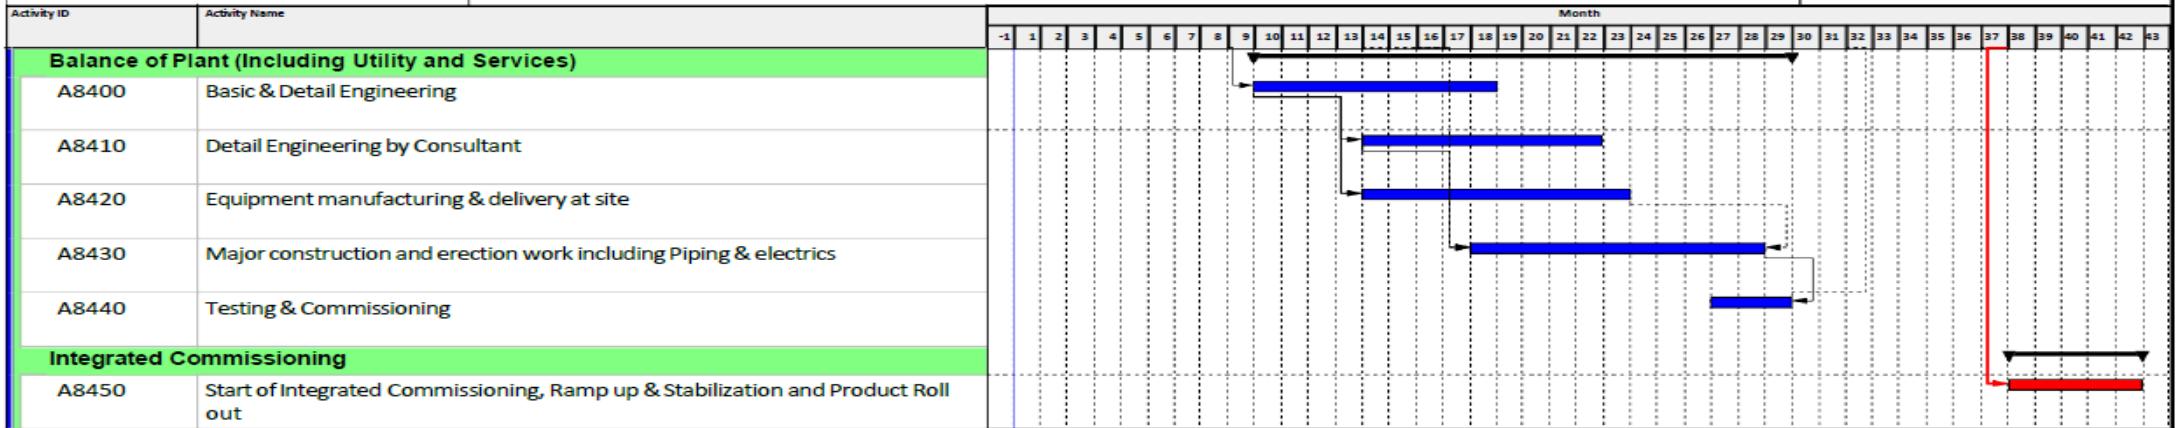 Activity ID Activity Name Month
-1 1 2 3 4 5 6 7 8 9 10 11 12 13 14 15 16 17 18 19 20 21 22 23 24 25 26 27 28 29 30 31 32 33 34 35 36 37 38 39 40 41 42 43
Balance of Plant (Including Utility and Services)
A8400 Basic & Detail Engineering
A8410 Detail Engineering by Consultant
A8420 Equipment manufacturing & delivery at site
A8430 Major construction and erection work including Piping & electrics
A8440 Testing & Commissioning
Integrated Commissioning
A8450 Start of Integrated Commissioning, Ramp up & Stabilization and Product Roll
out